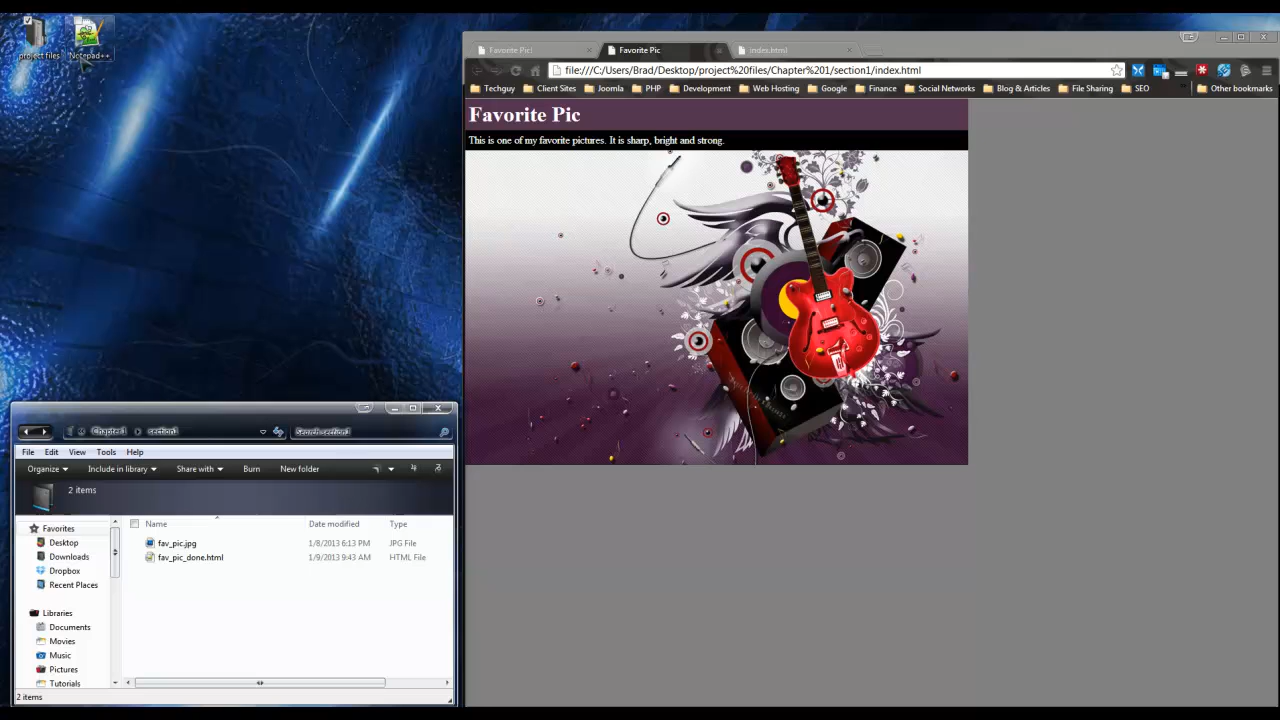 project files
Notepad++
Favorite Pic!
Favorite Pic
index.html
file:///C:/Users/Brad/Desktop/project%20files/Chapter%201/section1/index.html
Techguy Client Sites Joomla PHP Development Web Hosting Google Finance Social Networks Blog & Articles File Sharing SEO Other bookmarks
Favorite Pic
This is one of my favorite pictures. It is sharp, bright and strong.
Chapter 1 section1 Search section1
File Edit View Tools Help
Organize Include in library Share with Burn New folder
2 items
Name Date modified Type
fav_pic.jpg 1/8/2013 6:13 PM JPG File
fav_pic_done.html 1/9/2013 9:43 AM HTML File
Favorites
Desktop
Downloads
Dropbox
Recent Places
Libraries
Documents
Movies
Music
Pictures
Tutorials
2 items